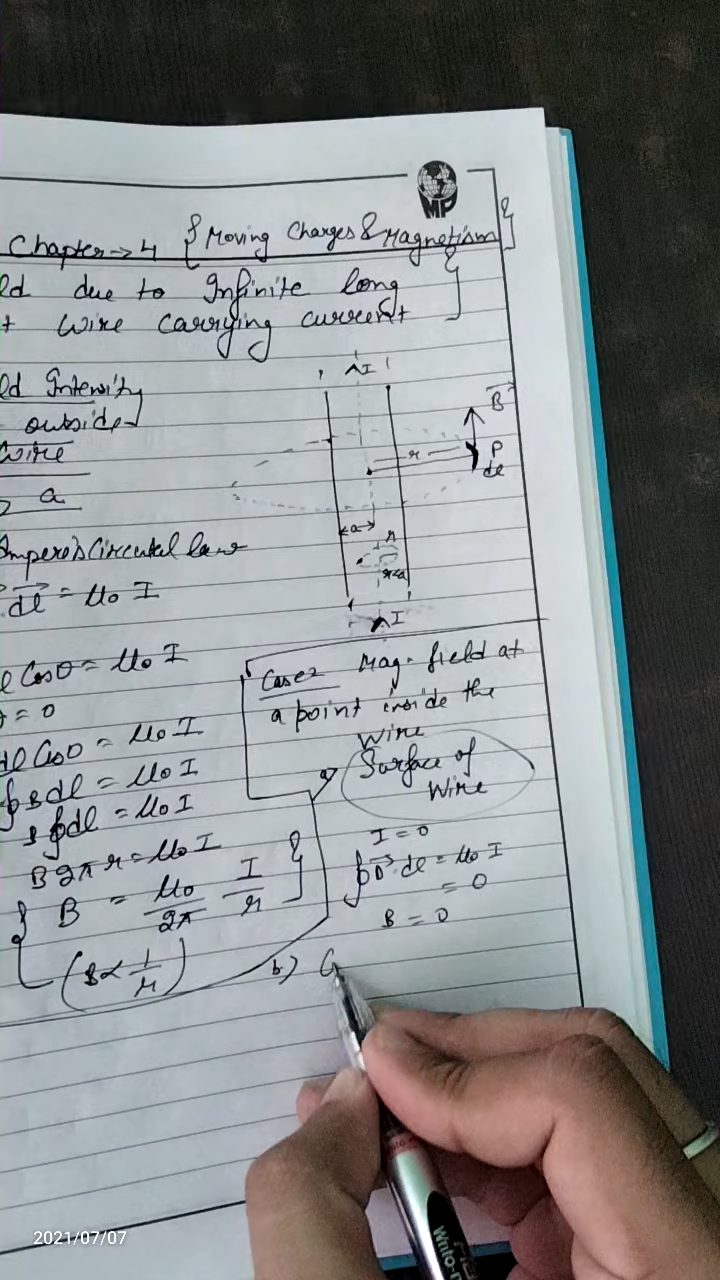 MP
Chapter→4 { Moving Charges & Magnetism }
ld due to Infinite long
t wire carrying current
ld Intensity
outside
wire
a
Ampere's Circuital law
dl = μ₀ I
l Cosθ = μ₀ I
= 0
dl Cos0 = μ₀ I
∮ B dl = μ₀ I
B ∮dl = μ₀ I
B 2π r = μ₀ I
{ B = μ₀/2π I/r }
(B ∝ 1/r)
I
B
r
P
dl
a
r
r<a
I
Case2 Mag. field at
a point inside the
wire
a) Surface of
Wire
I = 0
∮B.dl = μ₀ I
= 0
B = 0
b) C
2021/07/07